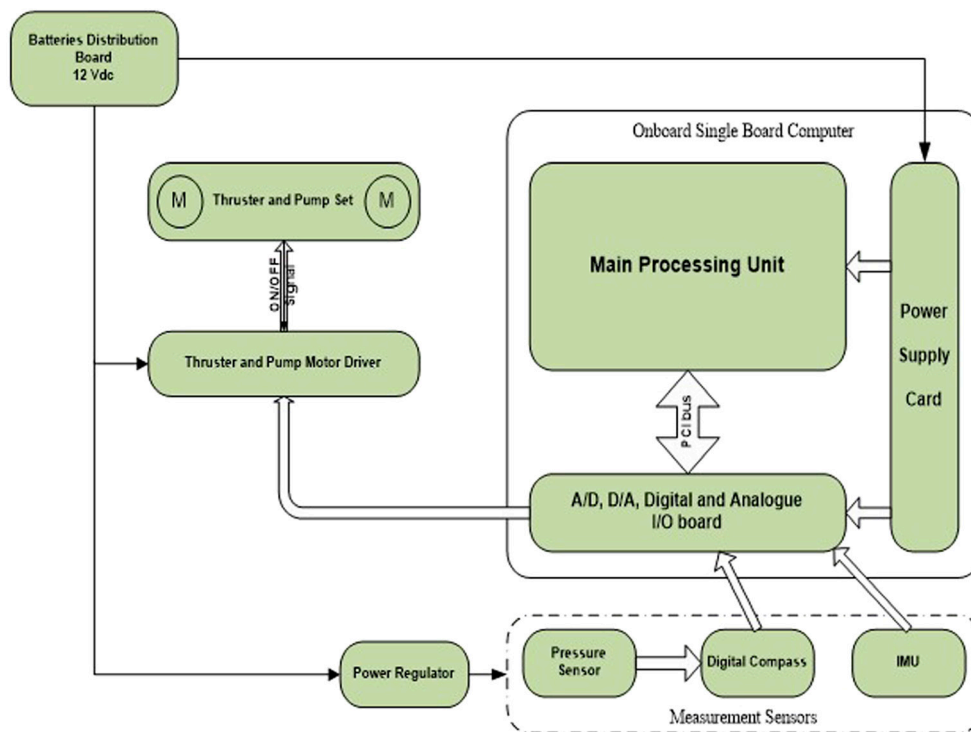 Batteries Distribution
Board
12 Vdc
Onboard Single Board Computer
M
Thruster and Pump Set
M
Main Processing Unit
ON/OFF
signal
Power
Supply
Card
Thruster and Pump Motor Driver
PCI bus
A/D, D/A, Digital and Analogue
I/O board
Power Regulator
Pressure
Sensor
Digital Compass
IMU
Measurement Sensors